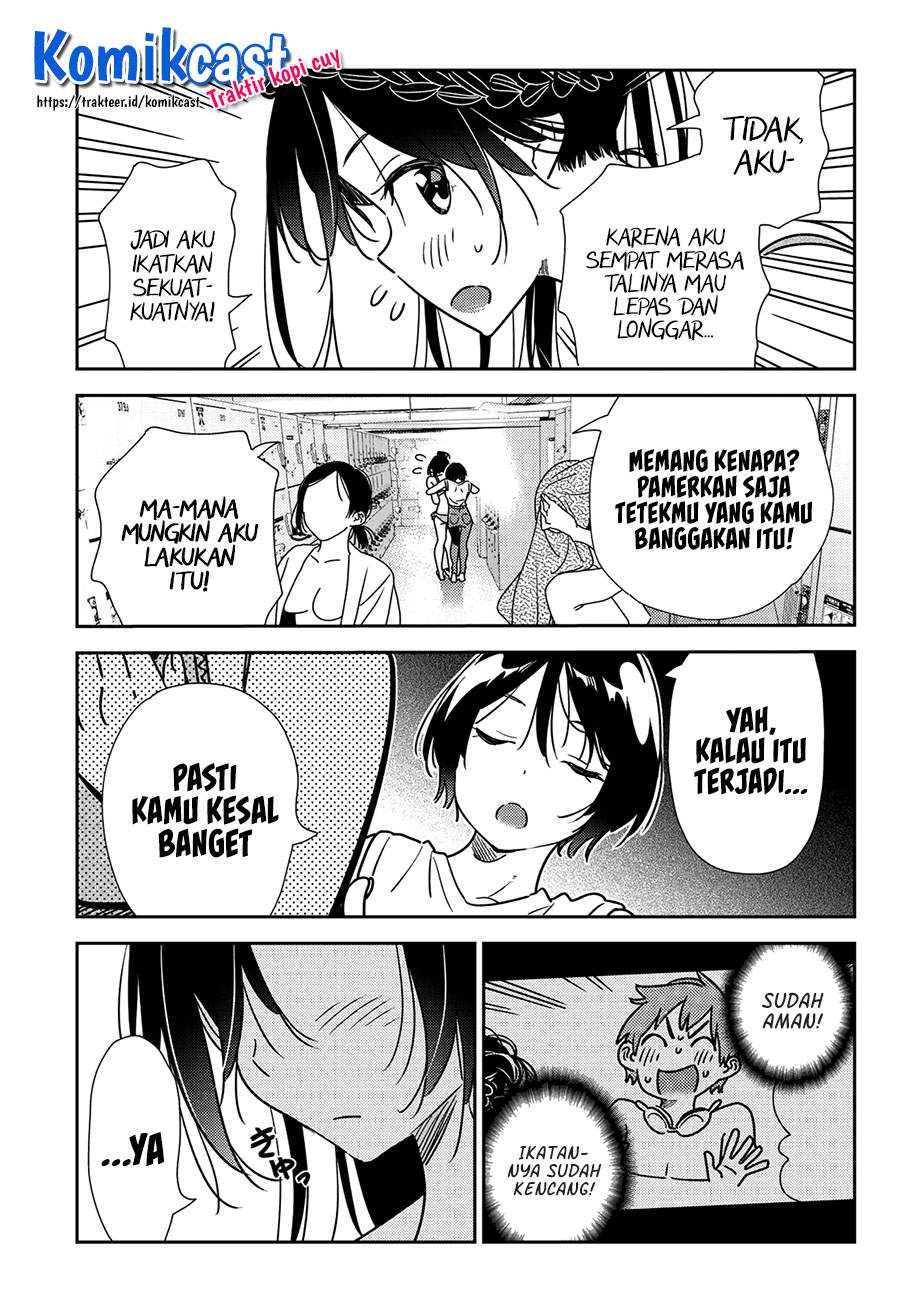 Komikcast
Traktir kopi cuy
https://trakteer.id/komikcast
TIDAK,
AKU-
KARENA AKU
SEMPAT MERASA
TALINYA MAU
LEPAS DAN
LONGGAR...
JADI AKU
IKATKAN
SEKUAT-
KUATNYA!
379
MEMANG KENAPA?
PAMERKAN SAJA
TETEKMU YANG KAMU
BANGGAKAN ITU!
MA-MANA
MUNGKIN AKU
LAKUKAN
ITU!
YAH,
KALAU ITU
TERJADI...
PASTI
KAMU KESAL
BANGET
SUDAH
AMAN!
IKATAN-
NYA SUDAH
KENCANG!
...YA
きゅっ